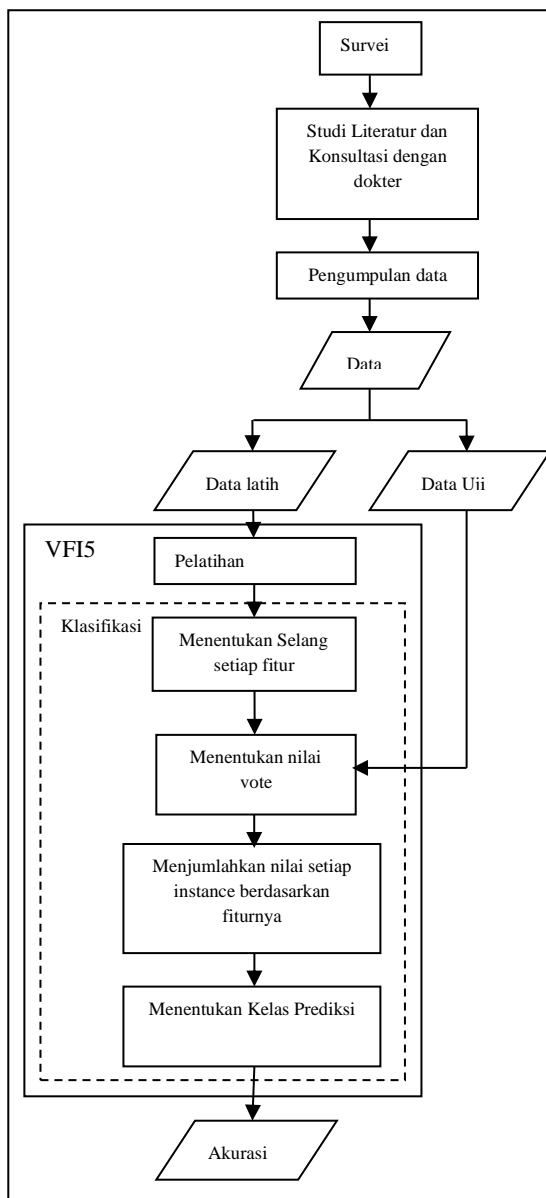 Survei
Studi Literatur dan
Konsultasi dengan
dokter
Pengumpulan data
Data
Data latih
Data Uii
VFI5
Pelatihan
Klasifikasi
Menentukan Selang
setiap fitur
Menentukan nilai
vote
Menjumlahkan nilai setiap
instance berdasarkan
fiturnya
Menentukan Kelas Prediksi
Akurasi